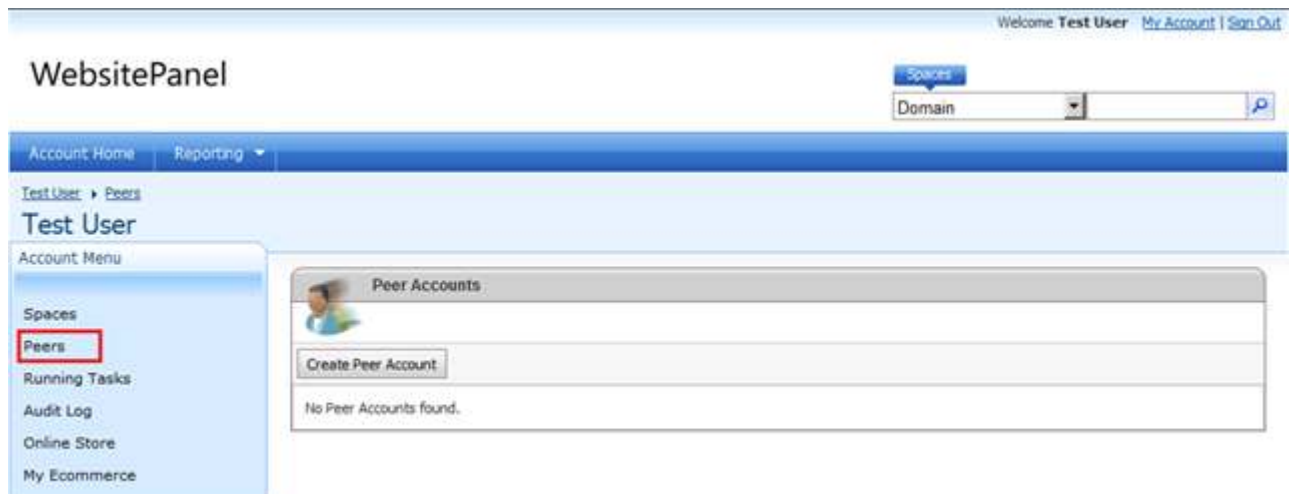 Welcome Test User My Account | Sign Out
WebsitePanel
Spaces
Domain
Account Home Reporting
Test User Peers
Test User
Account Menu
Peer Accounts
Spaces
Peers
Create Peer Account
Running Tasks
Audit Log
No Peer Accounts found.
Online Store
My Ecommerce